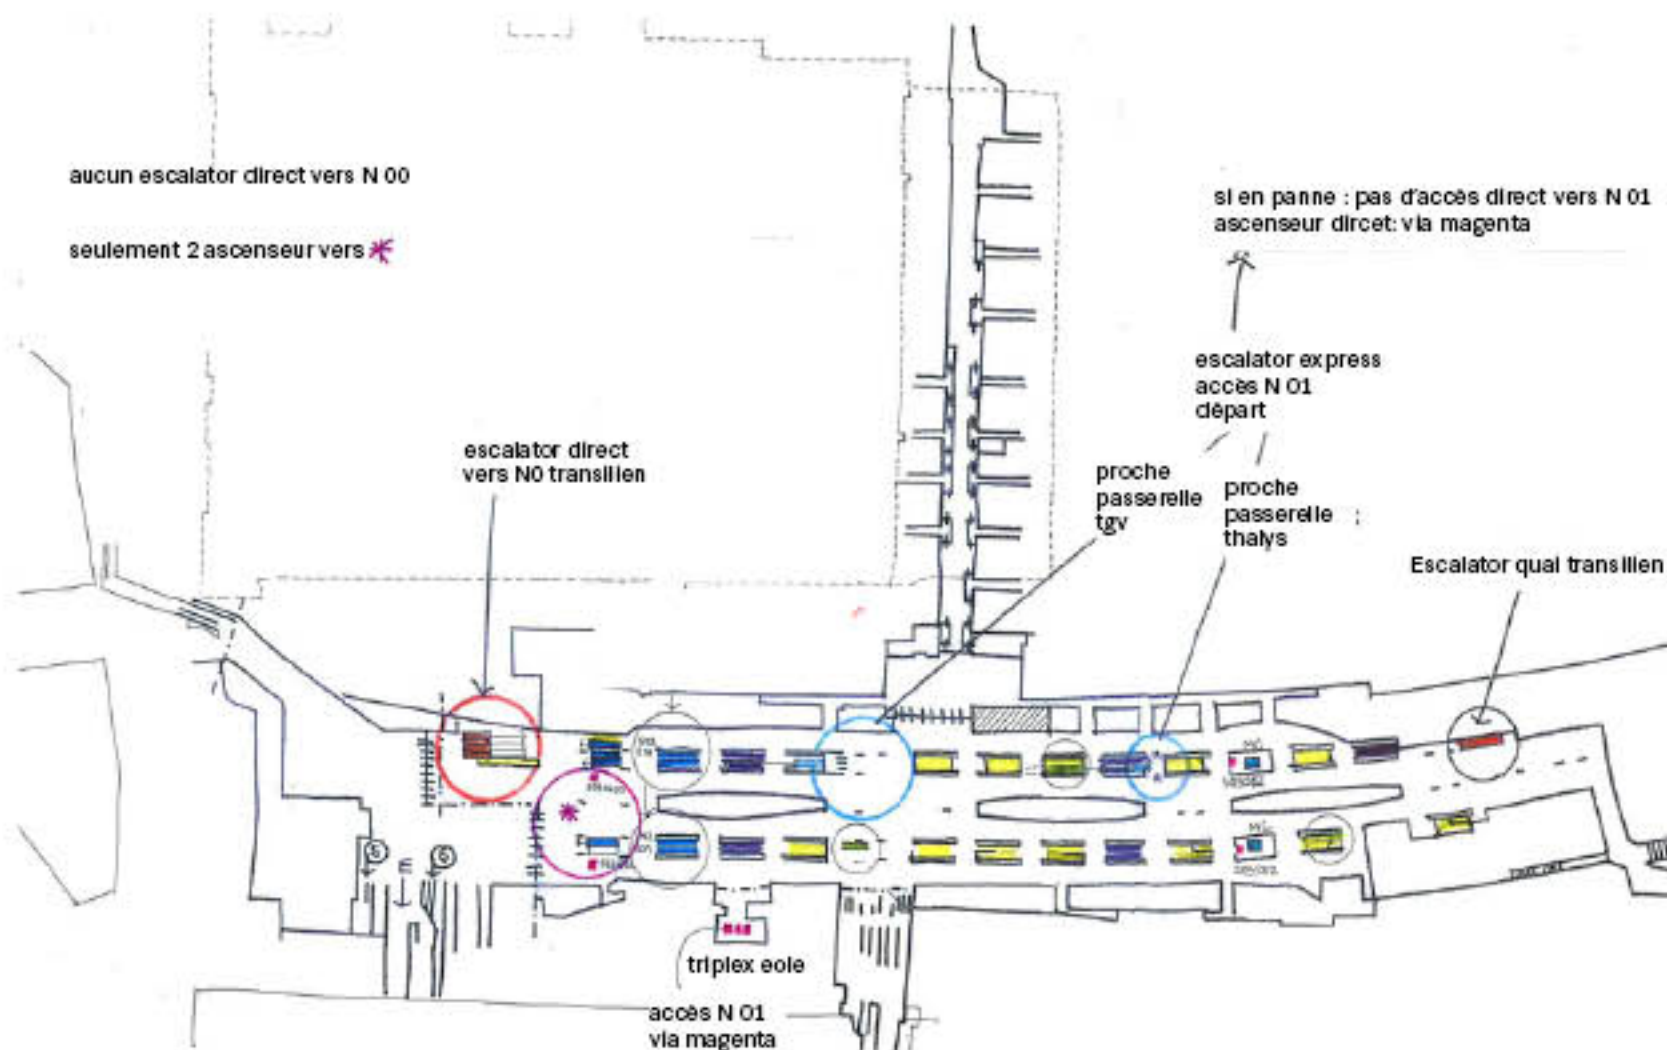 aucun escalator direct vers N 00
seulement 2 ascenseur vers
si en panne : pas d'accès direct vers N 01
ascenseur dircet: via magenta
escalator express
accès N 01
départ
escalator direct
vers N0 transilien
proche
passerelle
tgv
proche
passerelle :
thalys
Escalator quai transilien
triplex eole
accès N 01
via magenta